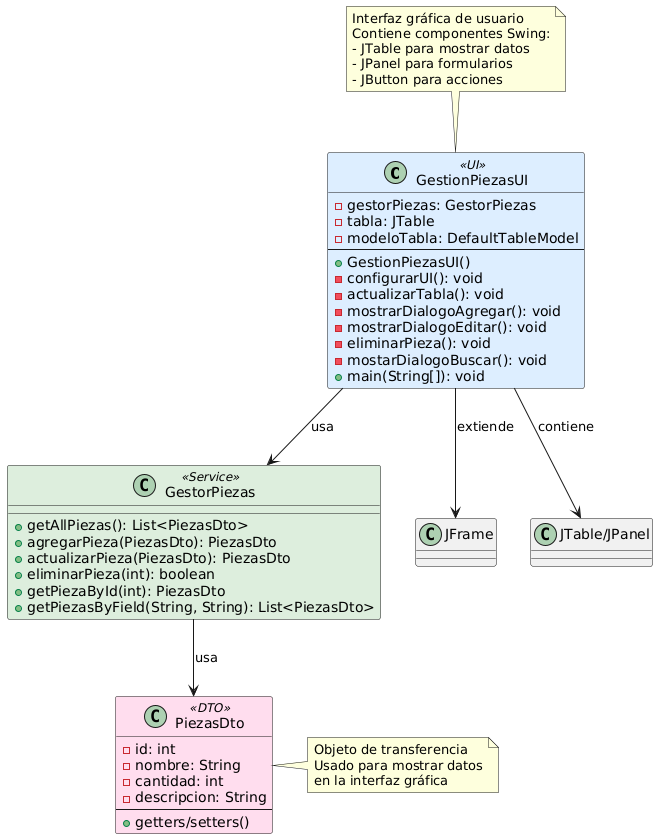 Interfaz gráfica de usuario
Contiene componentes Swing:
- JTable para mostrar datos
- JPanel para formularios
- JButton para acciones
C
«UI»
GestionPiezasUI
gestorPiezas: GestorPiezas
tabla: JTable
modeloTabla: DefaultTableModel
GestionPiezasUI()
configurarUI(): void
actualizarTabla(): void
mostrarDialogoAgregar(): void
mostrarDialogoEditar(): void
eliminarPieza(): void
mostarDialogoBuscar(): void
main(String[]): void
usa
extiende
contiene
C
«Service»
GestorPiezas
getAllPiezas(): List<PiezasDto>
agregarPieza(PiezasDto): PiezasDto
actualizarPieza(PiezasDto): PiezasDto
eliminarPieza(int): boolean
getPiezaById(int): PiezasDto
getPiezasByField(String, String): List<PiezasDto>
C JFrame
C JTable/JPanel
usa
C
«DTO»
PiezasDto
id: int
nombre: String
cantidad: int
descripcion: String
getters/setters()
Objeto de transferencia
Usado para mostrar datos
en la interfaz gráfica